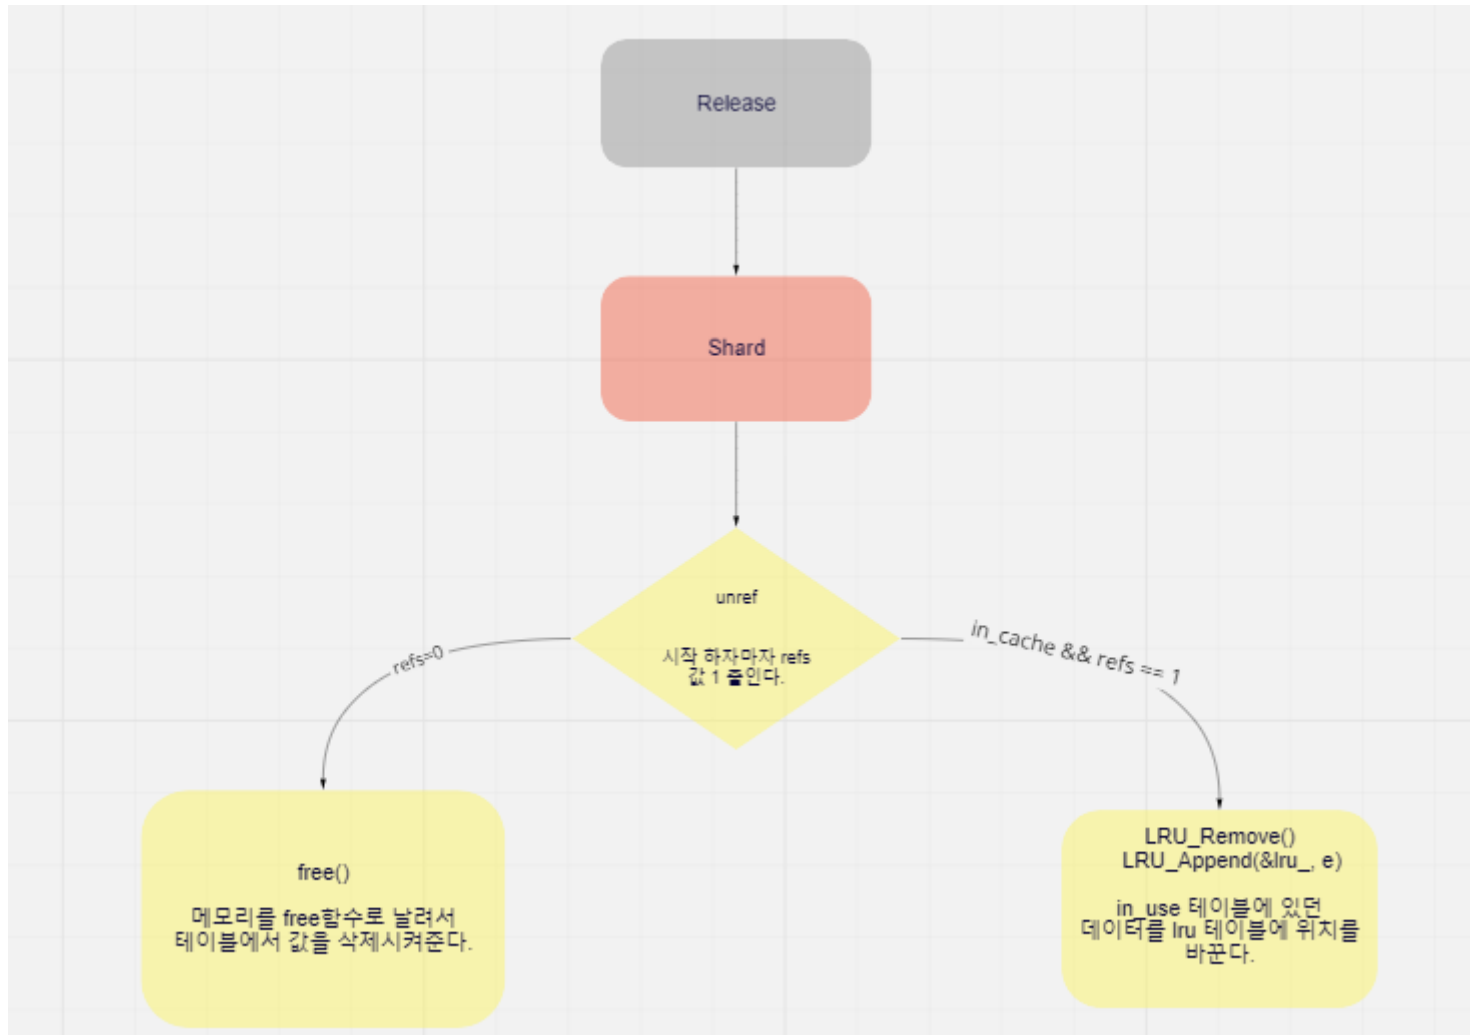 Release
Shard
unref
시작 하자마자 refs
값 1 줄인다.
refs=0
in_cache && refs == 1
free()
메모리를 free함수로 날려서
테이블에서 값을 삭제시켜준다.
LRU_Remove()
LRU_Append(&lru_, e)
in_use 테이블에 있던
데이터를 lru 테이블에 위치를
바꾼다.